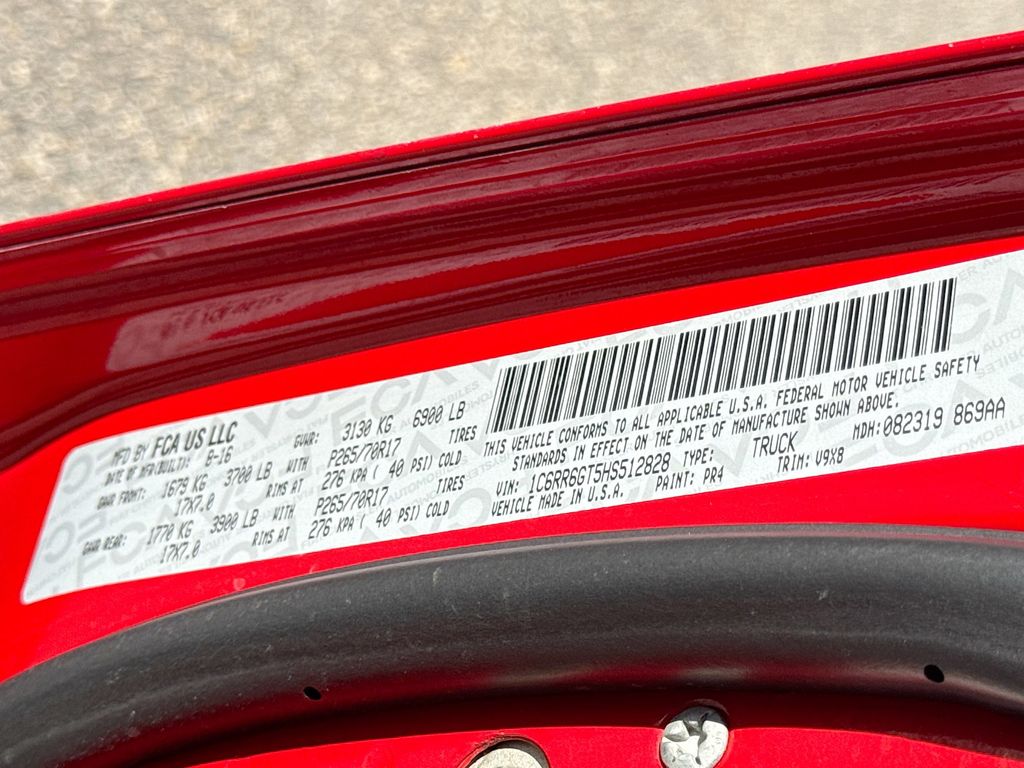 MFD BY FCA US LLC
DATE OF MFR(MULT): 8-16 GVWR: 3130 KG. 6900 LB
GAWR FRONT: 1679 KG 3700 LB WITH P265/70R17 TIRES
17X7.0 RIMS AT 276 KPA ( 40 PSI) COLD
GAWR REAR: 1770 KG 3900 LB WITH P265/70R17 TIRES
17X7.0 RIMS AT 276 KPA ( 40 PSI) COLD
THIS VEHICLE CONFORMS TO ALL APPLICABLE U.S.A. FEDERAL MOTOR VEHICLE SAFETY
STANDARDS IN EFFECT ON THE DATE OF MANUFACTURE SHOWN ABOVE.
VIN: 1C6RR6GT5HS512828 TYPE: TRUCK MDH: 082319 869AA
VEHICLE MADE IN U.S.A. PAINT: PR4 TRIM: V9X8